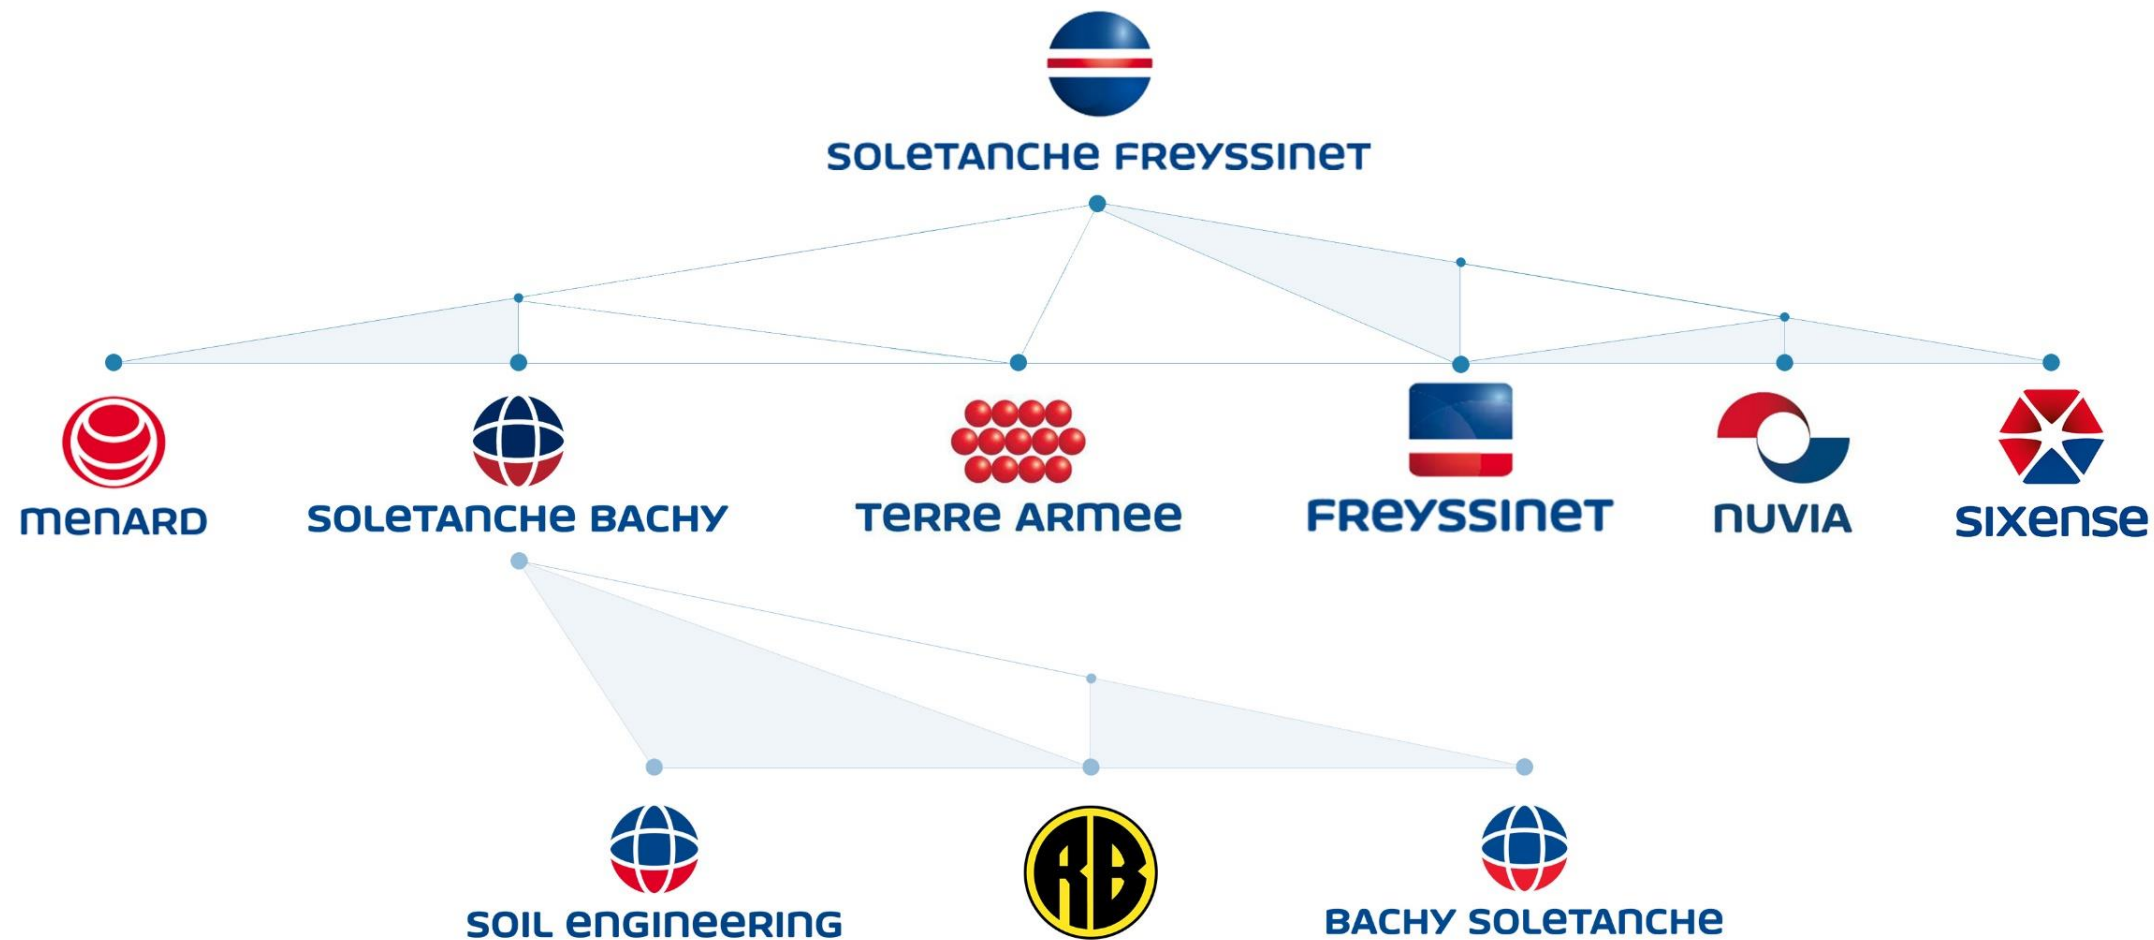 SOLETANCHE FREYSSINET
MENARD
SOLETANCHE BACHY
TERRE ARMEE
FREYSSINET
NUVIA
SIXENSE
SOIL ENGINEERING
RB
BACHY SOLETANCHE